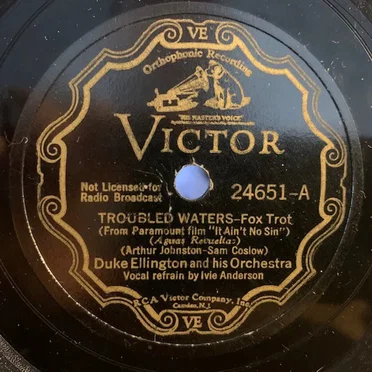 VE
Orthophonic Recording
"HIS MASTER'S VOICE"
VICTOR
Not Licensed for
Radio Broadcast
24651-A
TROUBLED WATERS-Fox Trot
(From Paramount film "It Ain't No Sin")
(Aguas Revueltas)
(Arthur Johnston-Sam Coslow)
Duke Ellington and his Orchestra
Vocal refrain by Ivie Anderson
RCA Victor Company, Inc.
Camden, N.J.
VE